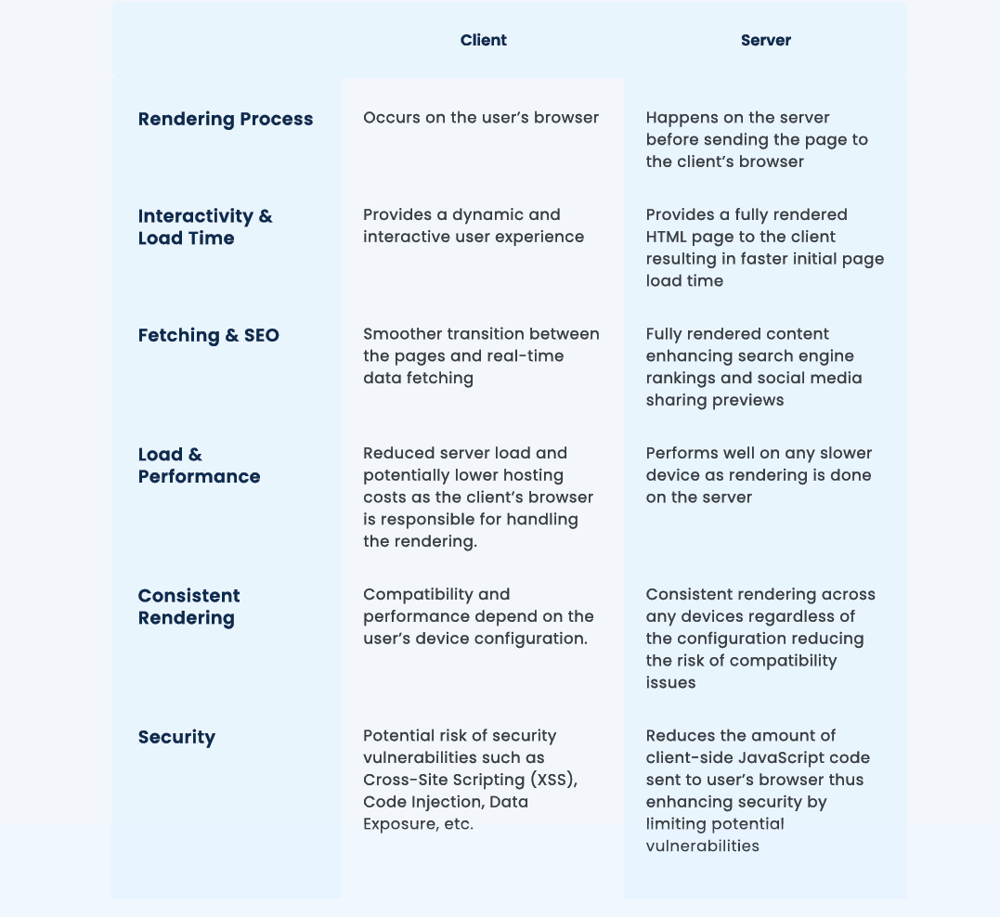 Client
Server
Rendering Process
Occurs on the user's browser
Happens on the server
before sending the page to
the client's browser
Interactivity &
Load Time
Provides a dynamic and
interactive user experience
Provides a fully rendered
HTML page to the client
resulting in faster initial page
load time
Fetching & SEO
Smoother transition between
the pages and real-time
data fetching
Fully rendered content
enhancing search engine
rankings and social media
sharing previews
Load &
Performance
Reduced server load and
potentially lower hosting
costs as the client's browser
is responsible for handling
the rendering.
Performs well on any slower
device as rendering is done
on the server
Consistent
Rendering
Compatibility and
performance depend on the
user's device configuration.
Consistent rendering across
any devices regardless of
the configuration reducing
the risk of compatibility
issues
Security
Potential risk of security
vulnerabilities such as
Cross-Site Scripting (XSS),
Code Injection, Data
Exposure, etc.
Reduces the amount of
client-side JavaScript code
sent to user's browser thus
enhancing security by
limiting potential
vulnerabilities